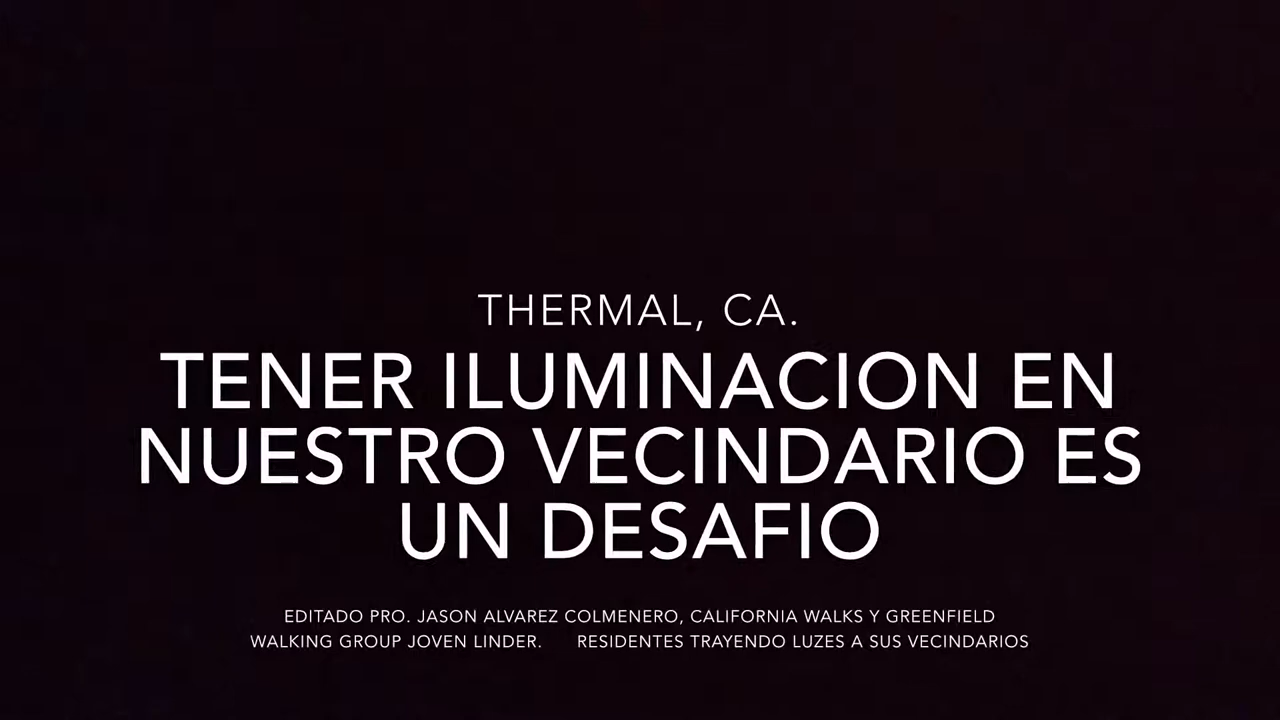 THERMAL, CA.
TENER ILUMINACION EN
NUESTRO VECINDARIO ES
UN DESAFIO
EDITADO PRO. JASON ALVAREZ COLMENERO, CALIFORNIA WALKS Y GREENFIELD
WALKING GROUP JOVEN LINDER. RESIDENTES TRAYENDO LUZES A SUS VECINDARIOS